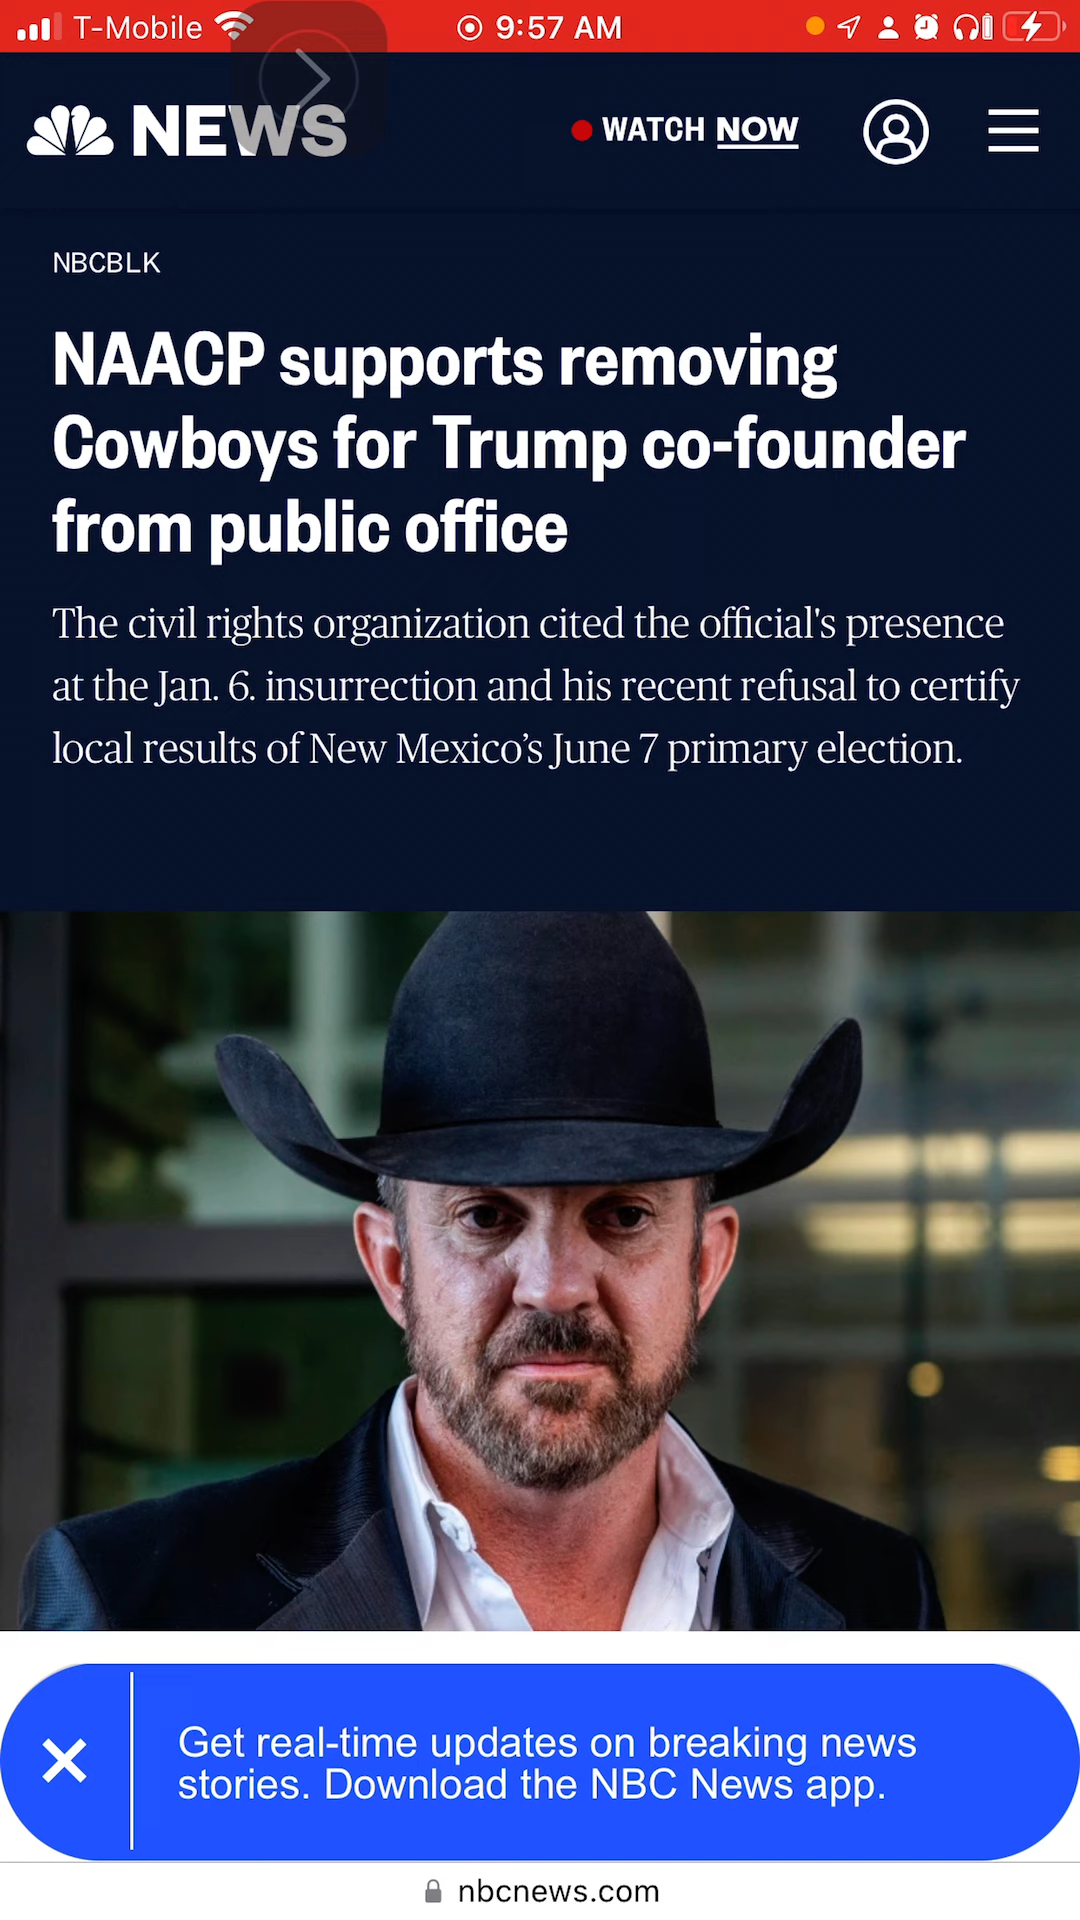 T-Mobile 9:57 AM
NEWS WATCH NOW
NBCBLK
NAACP supports removing
Cowboys for Trump co-founder
from public office
The civil rights organization cited the official's presence
at the Jan. 6. insurrection and his recent refusal to certify
local results of New Mexico’s June 7 primary election.
Get real-time updates on breaking news
stories. Download the NBC News app.
nbcnews.com